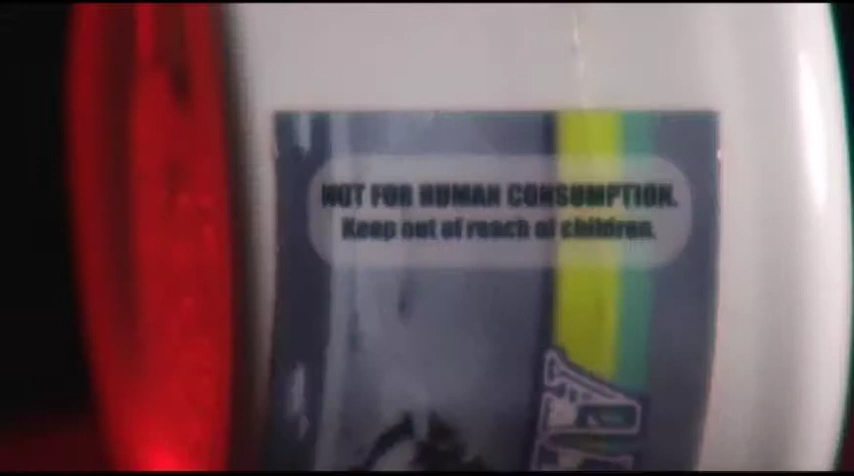 NOT FOR HUMAN CONSUMPTION.
Keep out of reach of children.